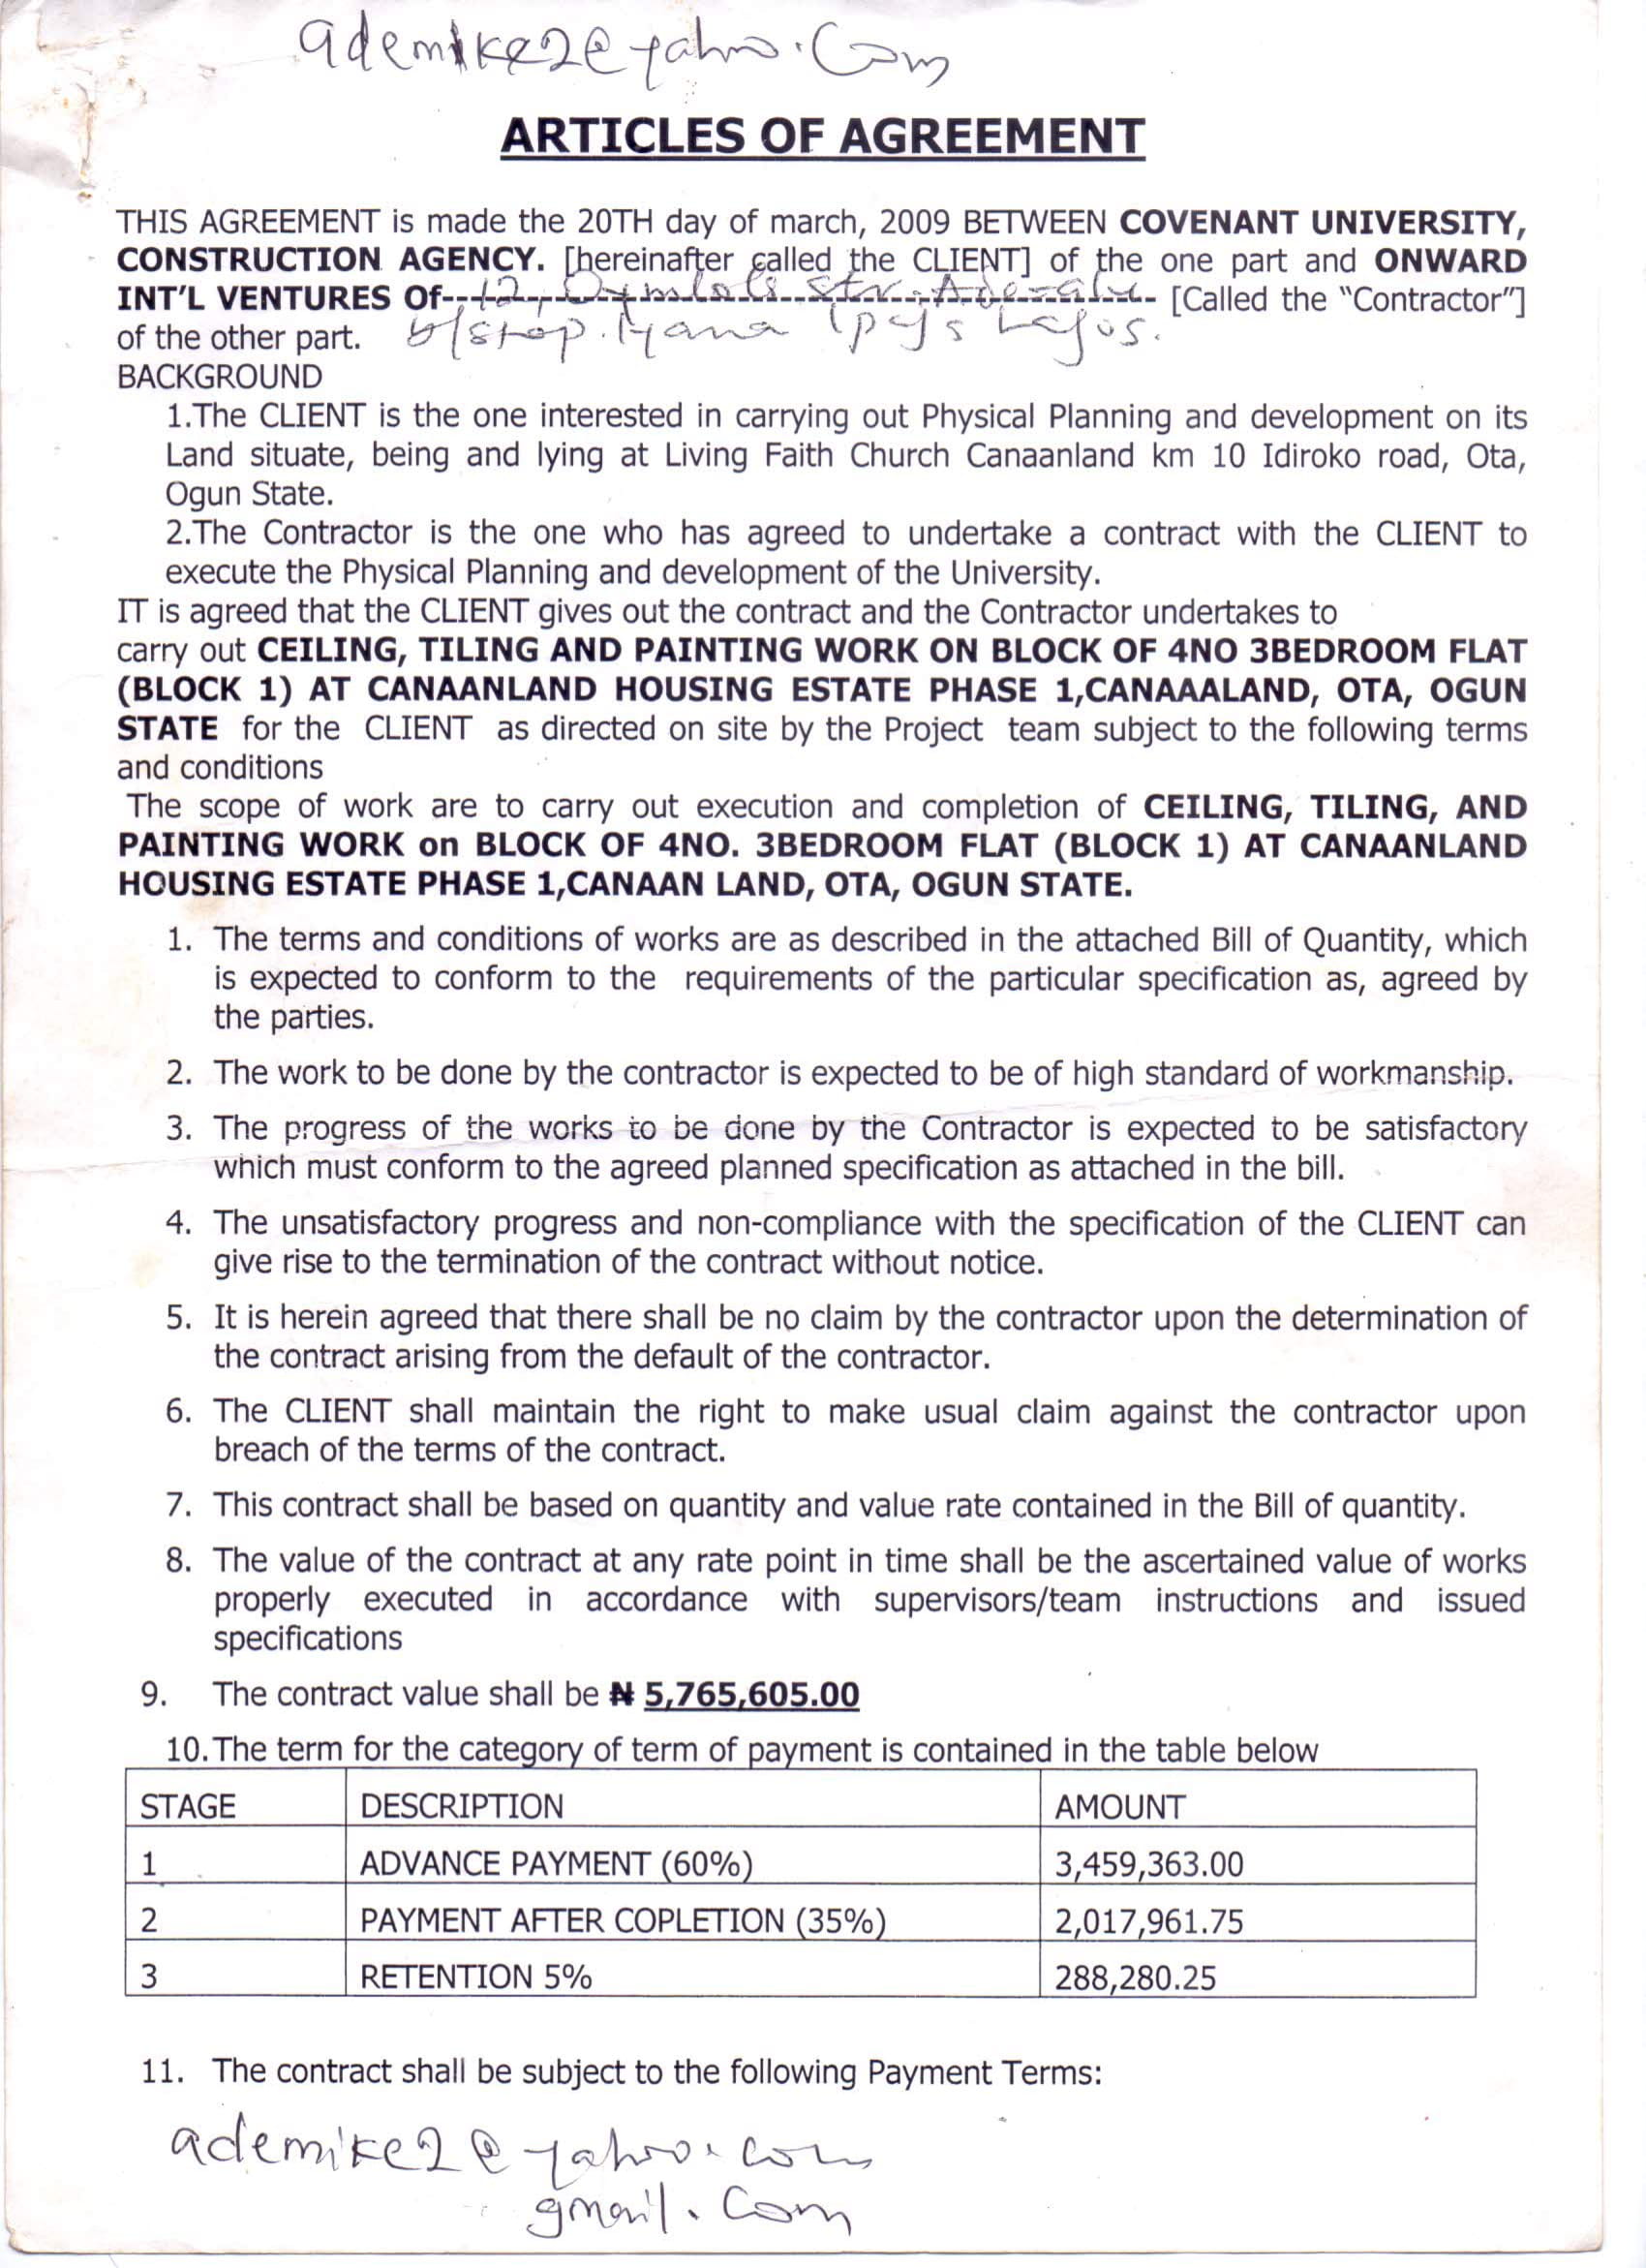 ademike2@yahoo.com
ARTICLES OF AGREEMENT
THIS AGREEMENT is made the 20TH day of march, 2009 BETWEEN COVENANT UNIVERSITY,
CONSTRUCTION AGENCY. [hereinafter called the CLIENT] of the one part and ONWARD
INT'L VENTURES Of--12, str. [Called the "Contractor"]
of the other part. b/stop. Iyana Ipaja Lagos.
BACKGROUND
1.The CLIENT is the one interested in carrying out Physical Planning and development on its
Land situate, being and lying at Living Faith Church Canaanland km 10 Idiroko road, Ota,
Ogun State.
2.The Contractor is the one who has agreed to undertake a contract with the CLIENT to
execute the Physical Planning and development of the University.
IT is agreed that the CLIENT gives out the contract and the Contractor undertakes to
carry out CEILING, TILING AND PAINTING WORK ON BLOCK OF 4NO 3BEDROOM FLAT
(BLOCK 1) AT CANAANLAND HOUSING ESTATE PHASE 1,CANAAALAND, OTA, OGUN
STATE for the CLIENT as directed on site by the Project team subject to the following terms
and conditions
The scope of work are to carry out execution and completion of CEILING, TILING, AND
PAINTING WORK on BLOCK OF 4NO. 3BEDROOM FLAT (BLOCK 1) AT CANAANLAND
HOUSING ESTATE PHASE 1,CANAAN LAND, OTA, OGUN STATE.
1. The terms and conditions of works are as described in the attached Bill of Quantity, which
is expected to conform to the requirements of the particular specification as, agreed by
the parties.
2. The work to be done by the contractor is expected to be of high standard of workmanship.
3. The progress of the works to be done by the Contractor is expected to be satisfactory
which must conform to the agreed planned specification as attached in the bill.
4. The unsatisfactory progress and non-compliance with the specification of the CLIENT can
give rise to the termination of the contract without notice.
5. It is herein agreed that there shall be no claim by the contractor upon the determination of
the contract arising from the default of the contractor.
6. The CLIENT shall maintain the right to make usual claim against the contractor upon
breach of the terms of the contract.
7. This contract shall be based on quantity and value rate contained in the Bill of quantity.
8. The value of the contract at any rate point in time shall be the ascertained value of works
properly executed in accordance with supervisors/team instructions and issued
specifications
9. The contract value shall be ₦ 5,765,605.00
10.The term for the category of term of payment is contained in the table below
STAGE DESCRIPTION AMOUNT
1 ADVANCE PAYMENT (60%) 3,459,363.00
2 PAYMENT AFTER COPLETION (35%) 2,017,961.75
3 RETENTION 5% 288,280.25
11. The contract shall be subject to the following Payment Terms:
ademike2@yahoo.com
gmail.com